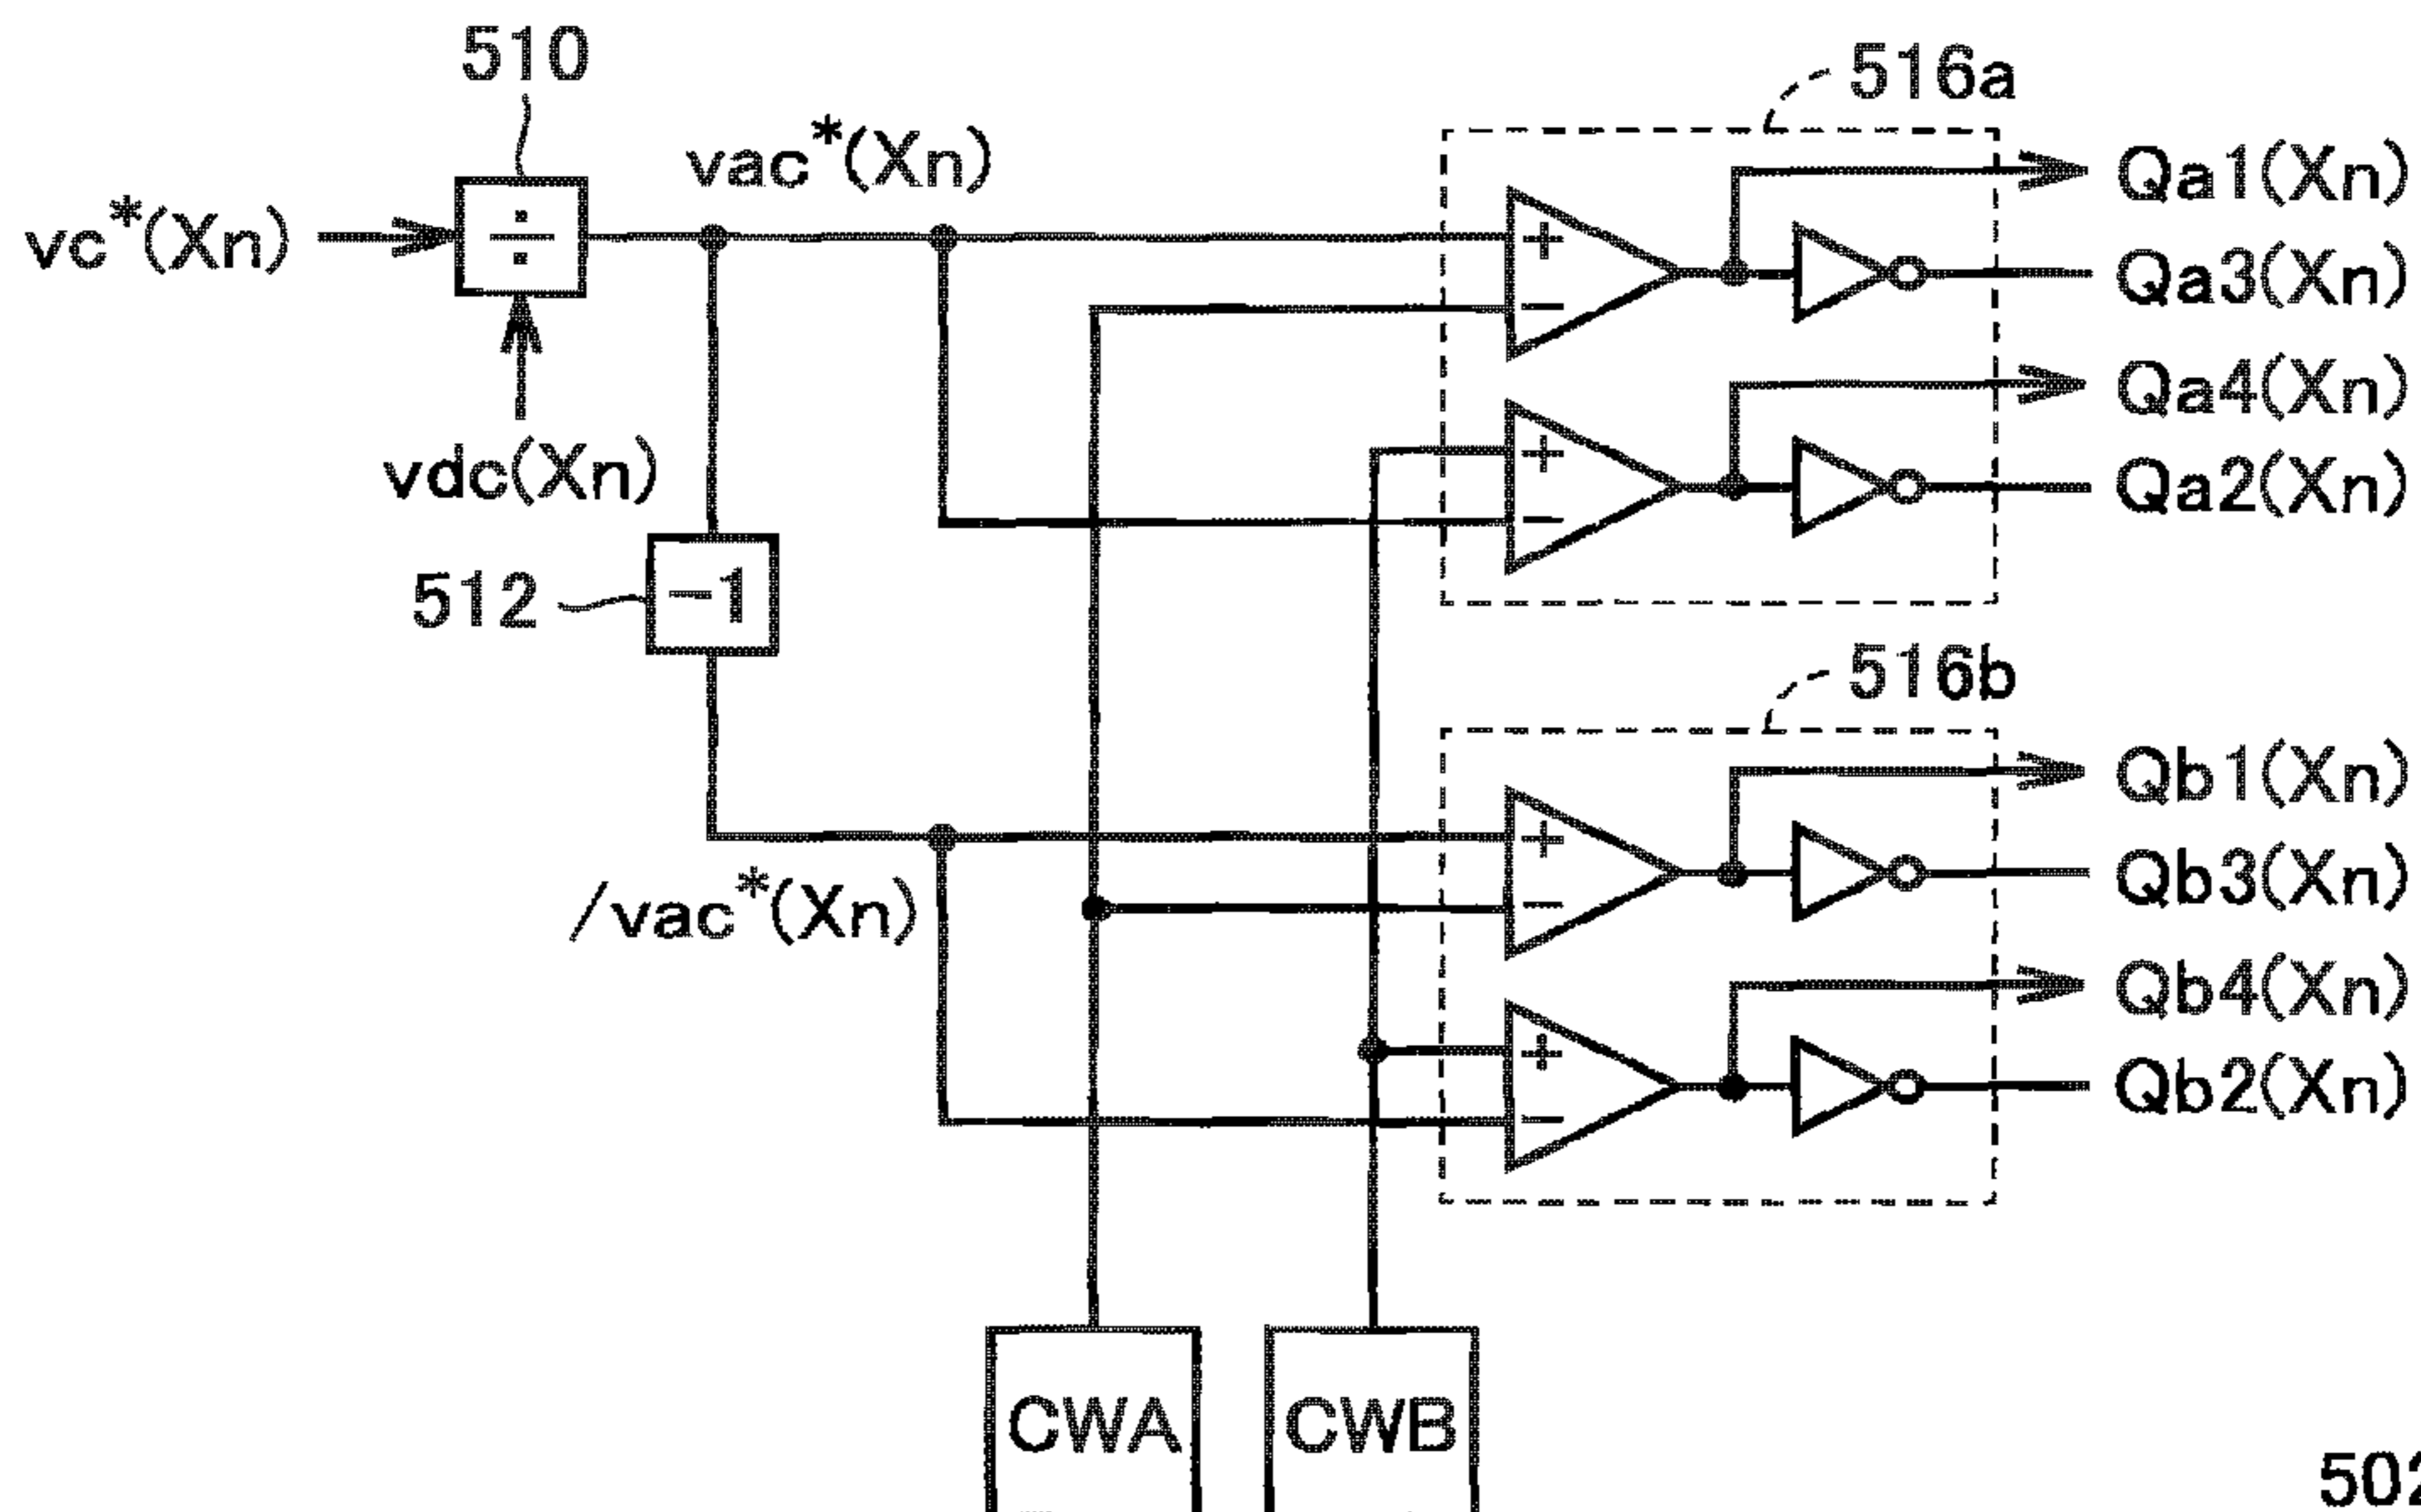 510
516a
vac*(Xn)
Qa1(Xn)
vc*(Xn)
÷
+
Qa3(Xn)
−
Qa4(Xn)
vdc(Xn)
+
Qa2(Xn)
−
512
-1
516b
Qb1(Xn)
+
Qb3(Xn)
/vac*(Xn)
−
Qb4(Xn)
+
Qb2(Xn)
−
CWA
CWB
502